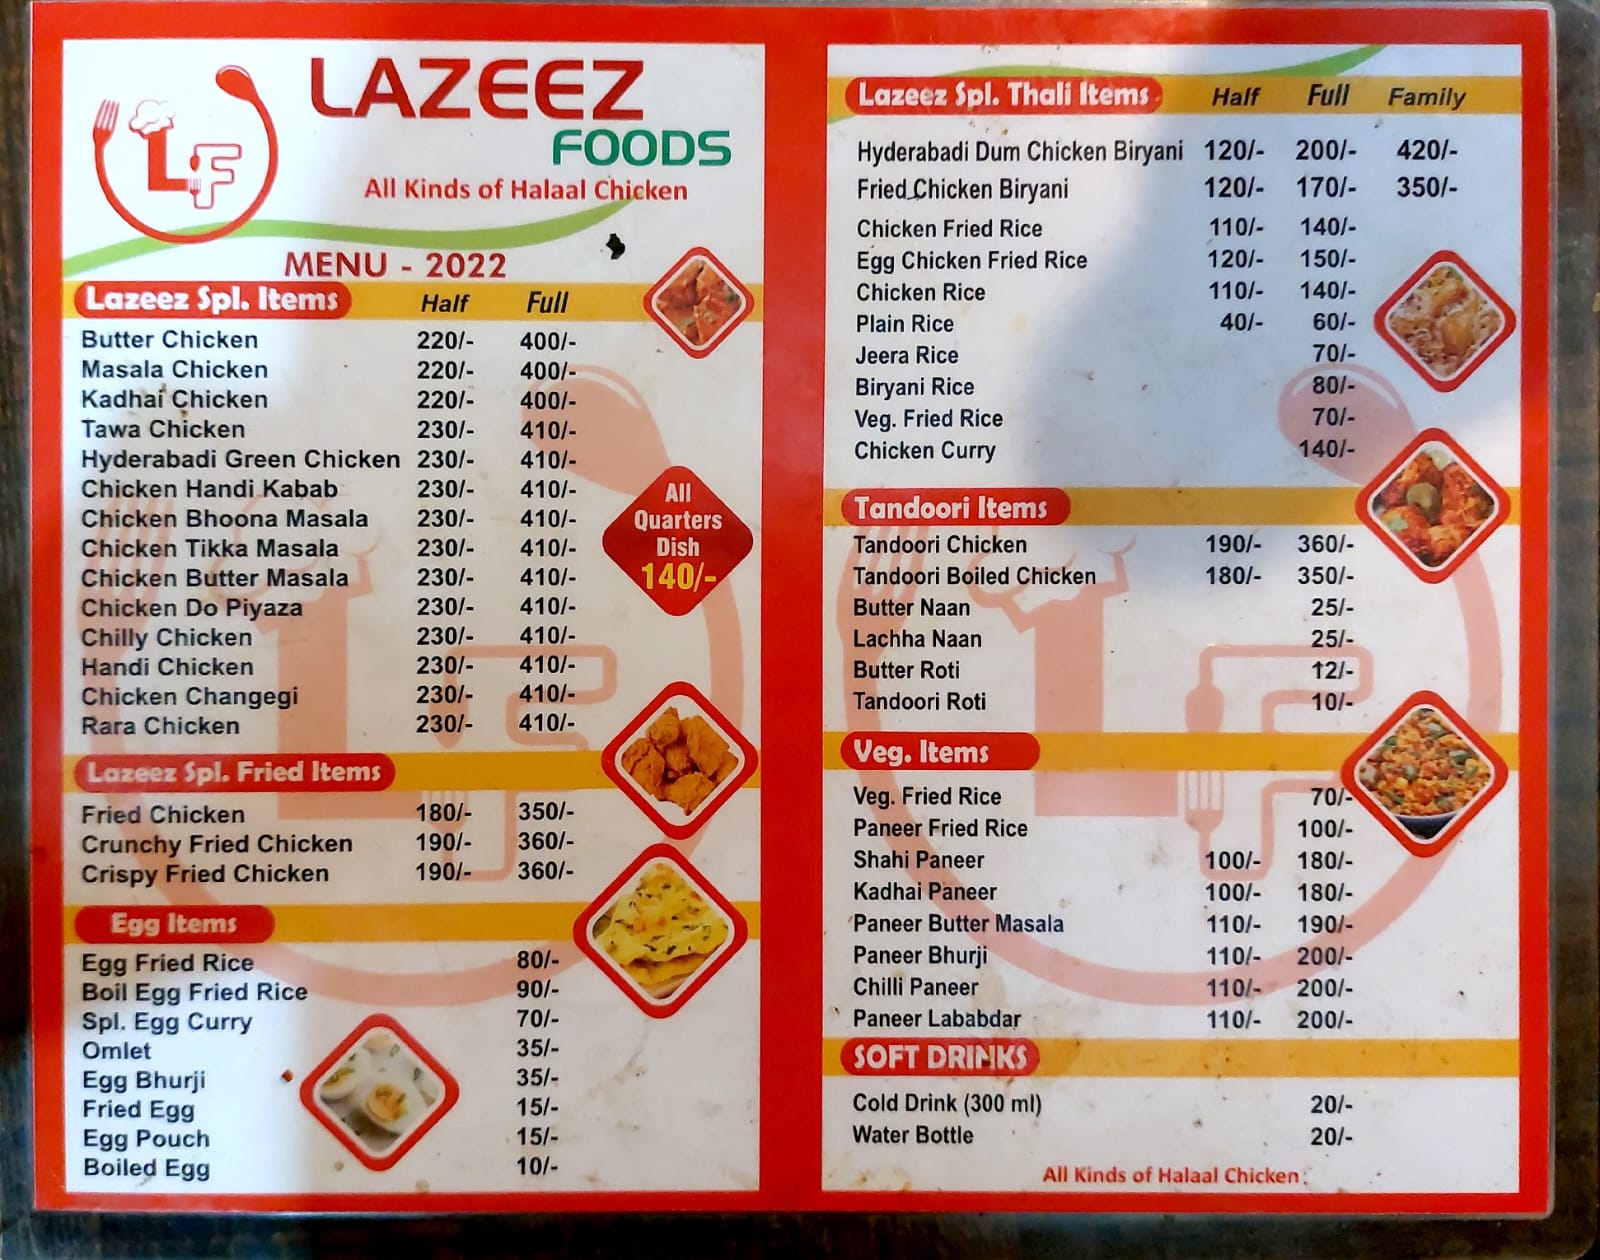 LF
LAZEEZ
FOODS
All Kinds of Halaal Chicken
MENU - 2022
Lazeez Spl. Items Half Full
Butter Chicken 220/- 400/-
Masala Chicken 220/- 400/-
Kadhai Chicken 220/- 400/-
Tawa Chicken 230/- 410/-
Hyderabadi Green Chicken 230/- 410/-
Chicken Handi Kabab 230/- 410/-
Chicken Bhoona Masala 230/- 410/-
Chicken Tikka Masala 230/- 410/-
Chicken Butter Masala 230/- 410/-
Chicken Do Piyaza 230/- 410/-
Chilly Chicken 230/- 410/-
Handi Chicken 230/- 410/-
Chicken Changegi 230/- 410/-
Rara Chicken 230/- 410/-
All
Quarters
Dish
140/-
Lazeez Spl. Fried Items
Fried Chicken 180/- 350/-
Crunchy Fried Chicken 190/- 360/-
Crispy Fried Chicken 190/- 360/-
Egg Items
Egg Fried Rice 80/-
Boil Egg Fried Rice 90/-
Spl. Egg Curry 70/-
Omlet 35/-
Egg Bhurji 35/-
Fried Egg 15/-
Egg Pouch 15/-
Boiled Egg 10/-
Lazeez Spl. Thali Items Half Full Family
Hyderabadi Dum Chicken Biryani 120/- 200/- 420/-
Fried Chicken Biryani 120/- 170/- 350/-
Chicken Fried Rice 110/- 140/-
Egg Chicken Fried Rice 120/- 150/-
Chicken Rice 110/- 140/-
Plain Rice 40/- 60/-
Jeera Rice 70/-
Biryani Rice 80/-
Veg. Fried Rice 70/-
Chicken Curry 140/-
Tandoori Items
Tandoori Chicken 190/- 360/-
Tandoori Boiled Chicken 180/- 350/-
Butter Naan 25/-
Lachha Naan 25/-
Butter Roti 12/-
Tandoori Roti 10/-
Veg. Items
Veg. Fried Rice 70/-
Paneer Fried Rice 100/-
Shahi Paneer 100/- 180/-
Kadhai Paneer 100/- 180/-
Paneer Butter Masala 110/- 190/-
Paneer Bhurji 110/- 200/-
Chilli Paneer 110/- 200/-
Paneer Lababdar 110/- 200/-
SOFT DRINKS
Cold Drink (300 ml) 20/-
Water Bottle 20/-
All Kinds of Halaal Chicken